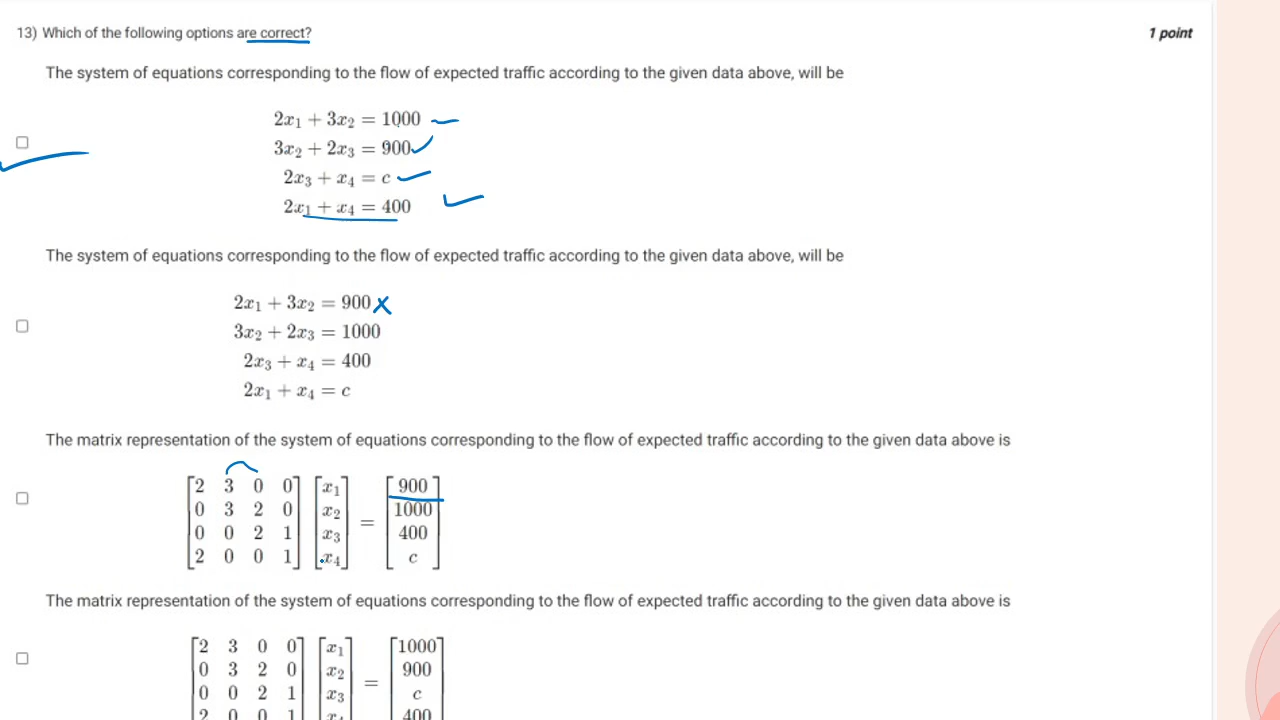 13) Which of the following options are correct?
1 point
The system of equations corresponding to the flow of expected traffic according to the given data above, will be
2x₁ + 3x₂ = 1000
3x₂ + 2x₃ = 900
2x₃ + x₄ = c
2x₁ + x₄ = 400
The system of equations corresponding to the flow of expected traffic according to the given data above, will be
2x₁ + 3x₂ = 900
3x₂ + 2x₃ = 1000
2x₃ + x₄ = 400
2x₁ + x₄ = c
The matrix representation of the system of equations corresponding to the flow of expected traffic according to the given data above is
[2 3 0 0] [x₁] [900]
[0 3 2 0] [x₂] = [1000]
[0 0 2 1] [x₃] [400]
[2 0 0 1] [x₄] [c]
The matrix representation of the system of equations corresponding to the flow of expected traffic according to the given data above is
[2 3 0 0] [x₁] [1000]
[0 3 2 0] [x₂] = [900]
[0 0 2 1] [x₃] [c]
[2 0 0 1] [x₄] [400]